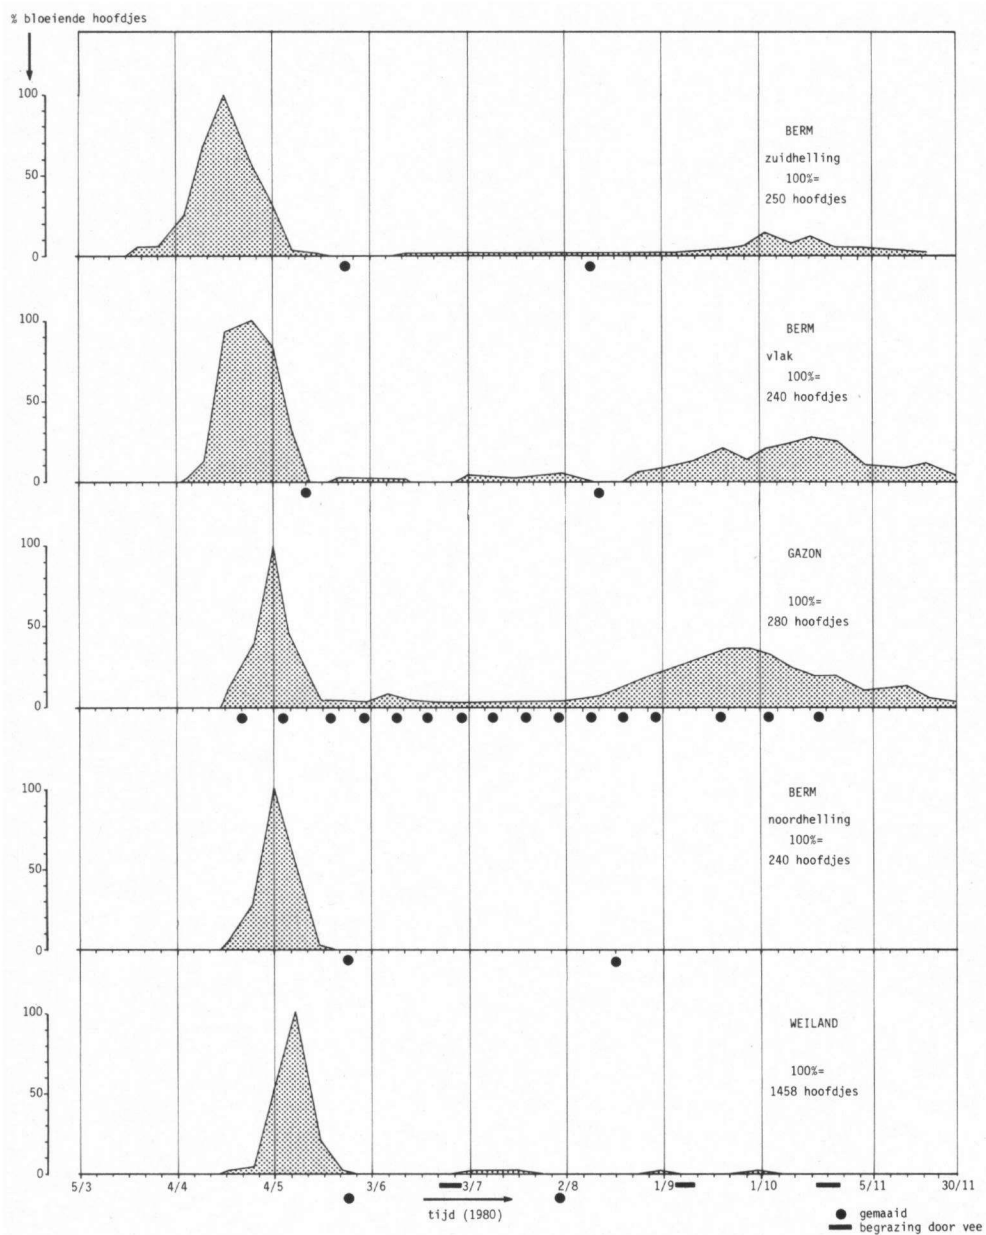 % bloeiende hoofdjes
100
50
0
BERM
zuidhelling
100%=
250 hoofdjes
100
50
0
BERM
vlak
100%=
240 hoofdjes
100
50
0
GAZON
100%=
280 hoofdjes
100
50
0
BERM
noordhelling
100%=
240 hoofdjes
100
50
0
WEILAND
100%=
1458 hoofdjes
5/3 4/4 4/5 3/6 3/7 2/8 1/9 1/10 5/11 30/11
tijd (1980)
gemaaid
begrazing door vee